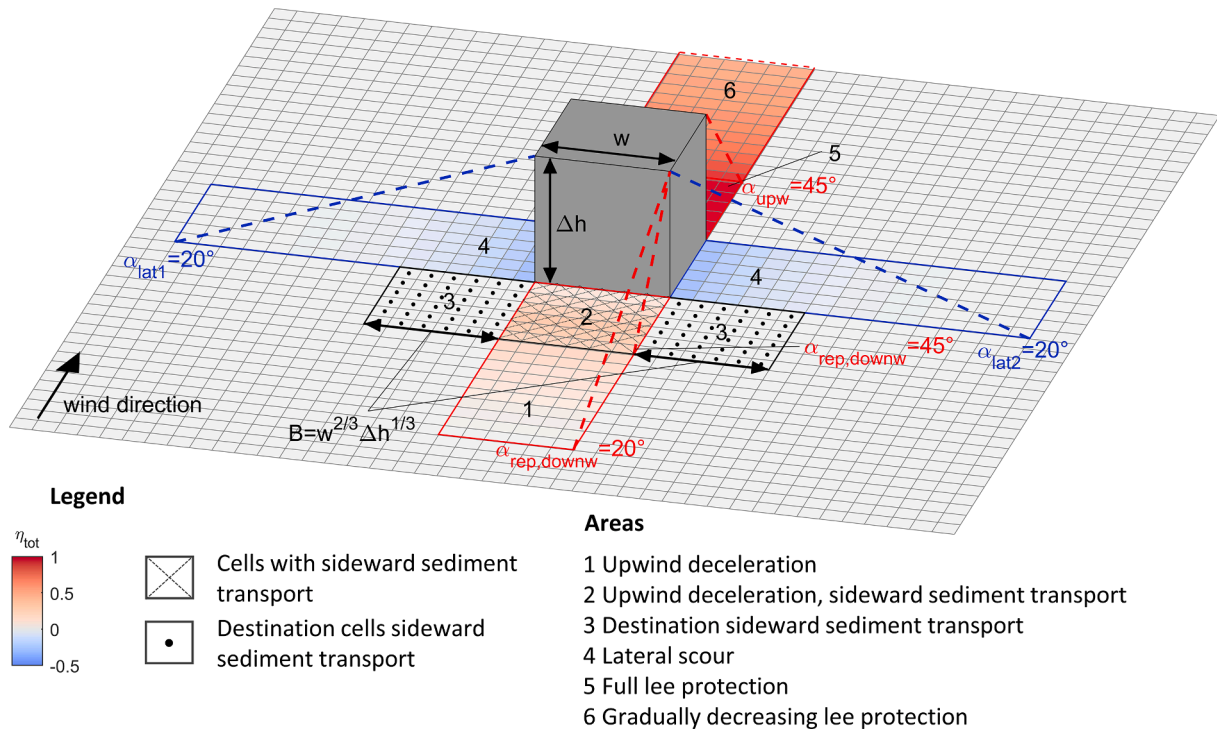 6
w
5
α_upw=45°
Δh
4
4
α_lat1=20°
3
2
3
α_rep,downw=45°
α_lat2=20°
1
wind direction
B=w^2/3 Δh^1/3
α_rep,downw=20°
Legend
Areas
η_tot
1
0
-0.5
Cells with sideward sediment
transport
Destination cells sideward
sediment transport
1 Upwind deceleration
2 Upwind deceleration, sideward sediment transport
3 Destination sideward sediment transport
4 Lateral scour
5 Full lee protection
6 Gradually decreasing lee protection